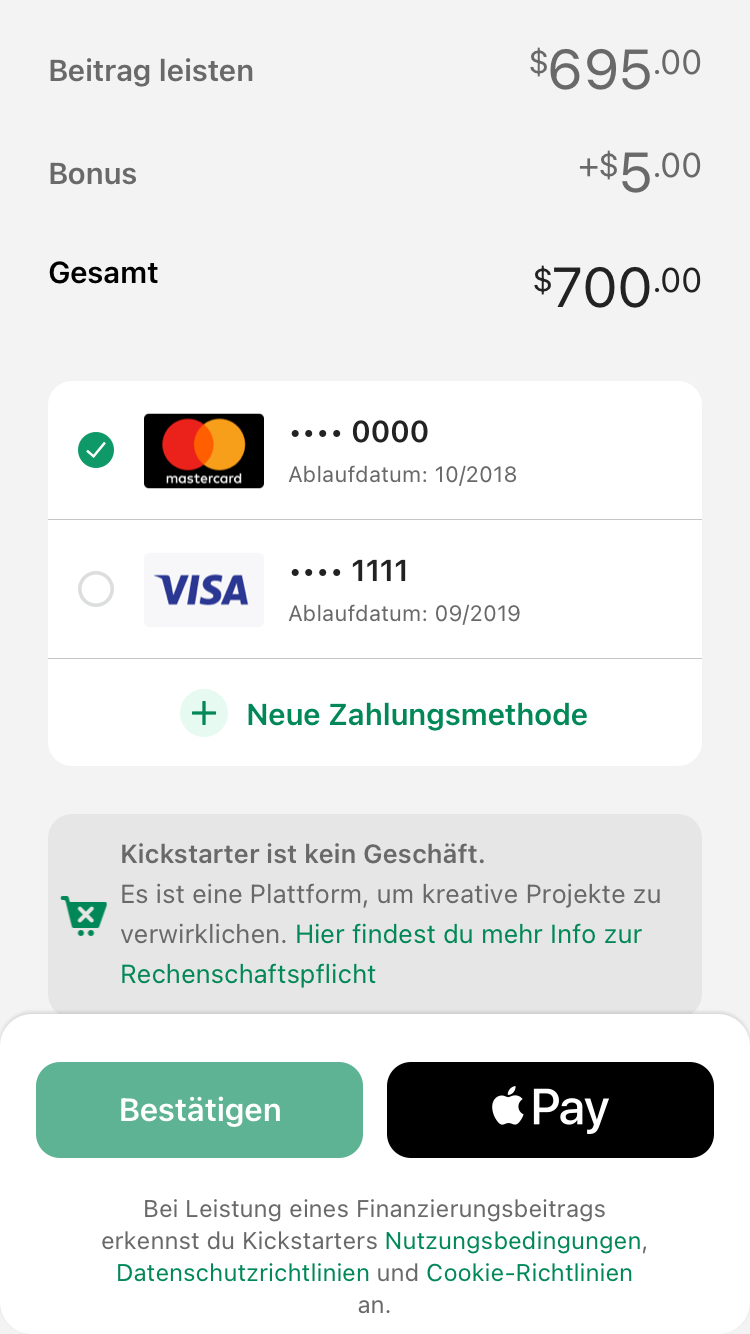 Beitrag leisten $695.00
Bonus +$5.00
Gesamt $700.00
mastercard
•••• 0000
Ablaufdatum: 10/2018
VISA
•••• 1111
Ablaufdatum: 09/2019
+ Neue Zahlungsmethode
Kickstarter ist kein Geschäft.
Es ist eine Plattform, um kreative Projekte zu
verwirklichen. Hier findest du mehr Info zur
Rechenschaftspflicht
Bestätigen
Pay
Bei Leistung eines Finanzierungsbeitrags
erkennst du Kickstarters Nutzungsbedingungen,
Datenschutzrichtlinien und Cookie-Richtlinien
an.